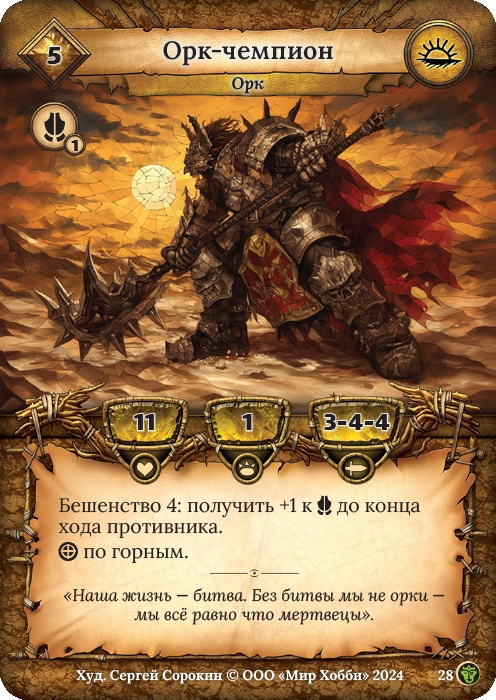 5
Орк-чемпион
Орк
1
11
1
3-4-4
Бешенство 4: получить +1 к до конца
хода противника.
по горным.
«Наша жизнь — битва. Без битвы мы не орки —
мы всё равно что мертвецы».
Худ. Сергей Сорокин © ООО «Мир Хобби» 2024
28